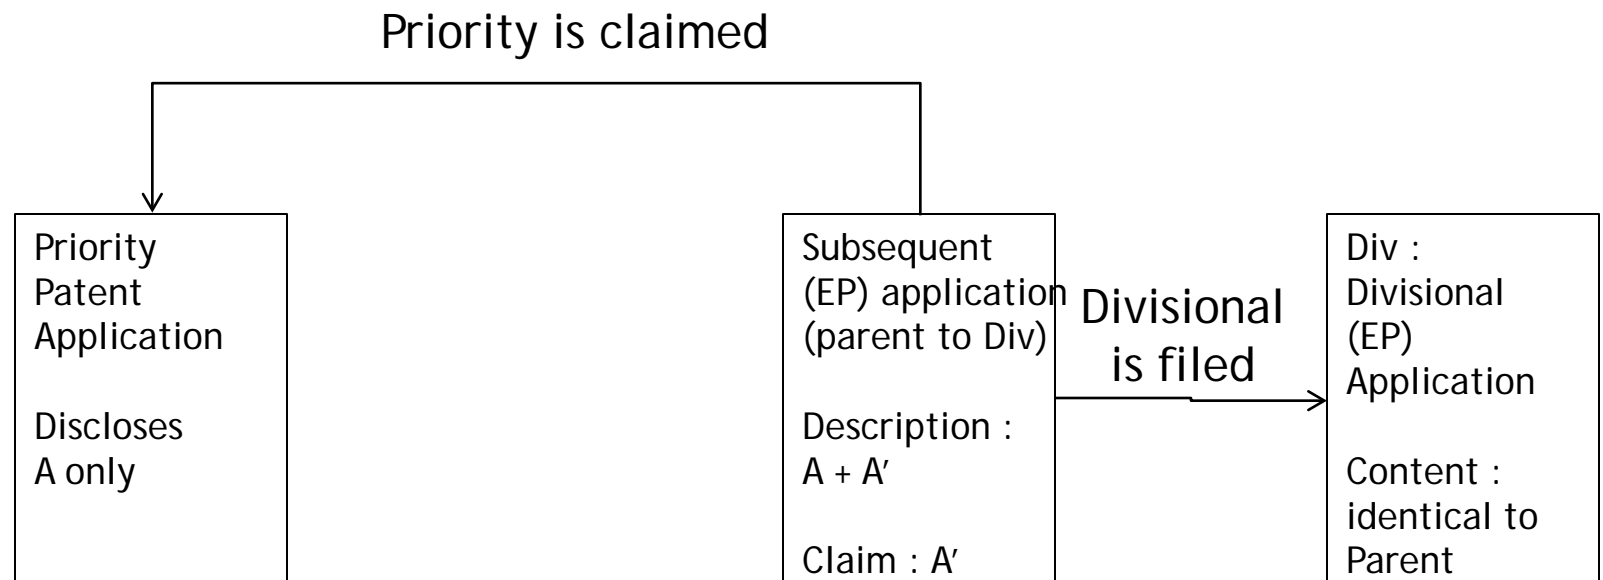 Priority is claimed
Priority
Patent
Application
Discloses
A only
Subsequent
(EP) application
(parent to Div)
Description :
A + A′
Claim : A′
Divisional
is filed
Div :
Divisional
(EP)
Application
Content :
identical to
Parent